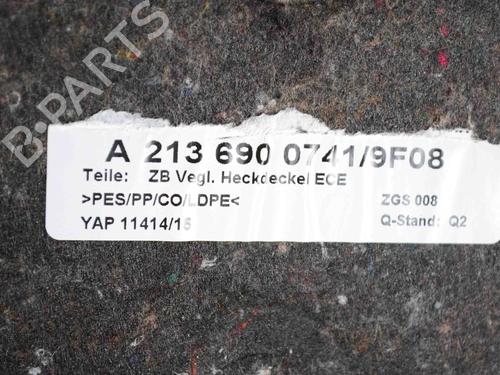 B-PARTS
A 213 690 0741/9F08
Teile: ZB Vegl. Heckdeckel ECE
>PES/PP/CO/LDPE< ZGS 008
YAP 11414/15 Q-Stand: Q2